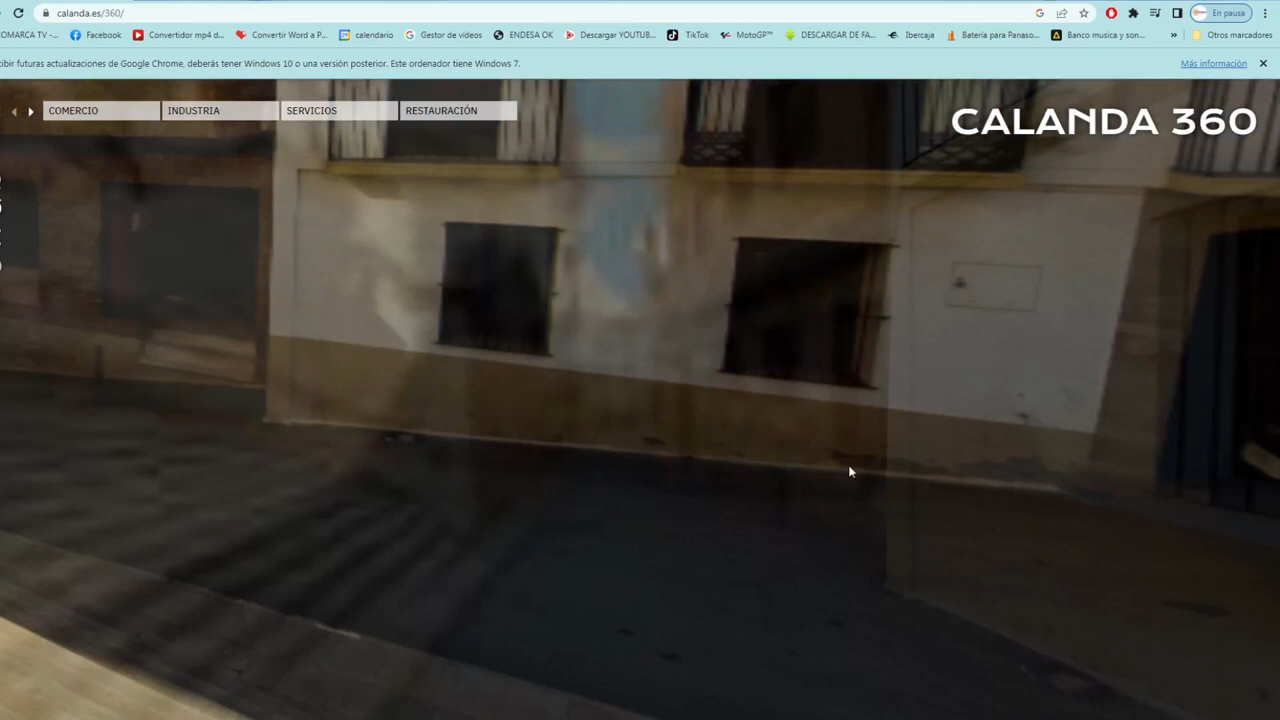 calanda.es/360/
En pausa
COMARCA TV -... Facebook Convertidor mp4 d... Convertir Word a P... calendario Gestor de vídeos ENDESA OK Descargar YOUTUB... TikTok MotoGP™ DESCARGAR DE FA... Ibercaja Batería para Panaso... Banco musica y son... » Otros marcadores
cibir futuras actualizaciones de Google Chrome, deberás tener Windows 10 o una versión posterior. Este ordenador tiene Windows 7. Más información
COMERCIO INDUSTRIA SERVICIOS RESTAURACIÓN
CALANDA 360